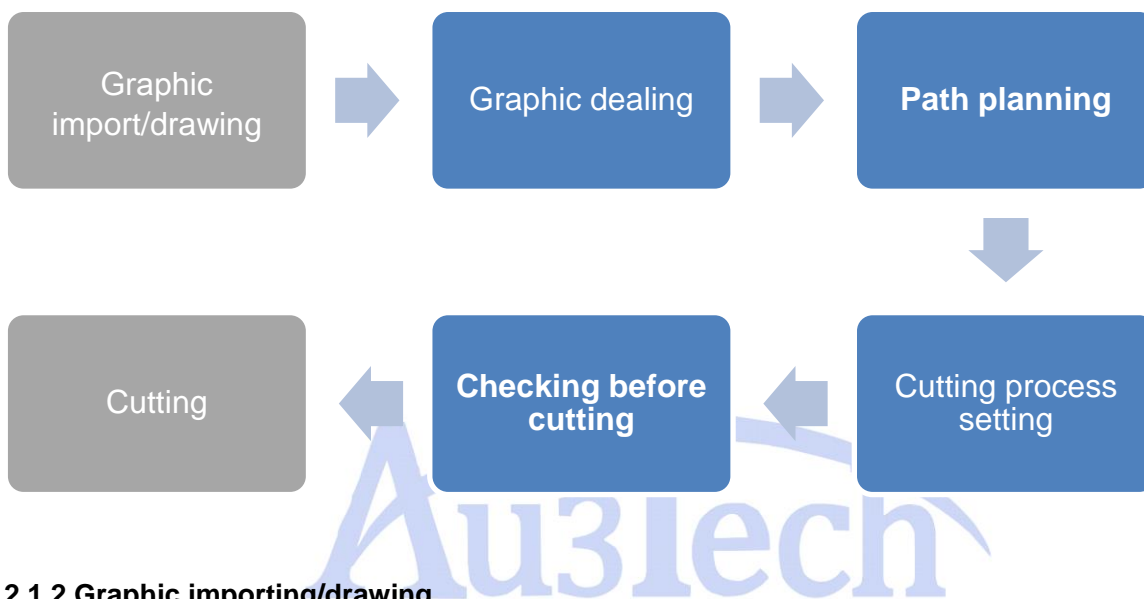 Graphic
import/drawing
Graphic dealing
Path planning
Cutting
Checking before
cutting
Cutting process
setting
Au3Tech
2.1.2 Graphic importing/drawing